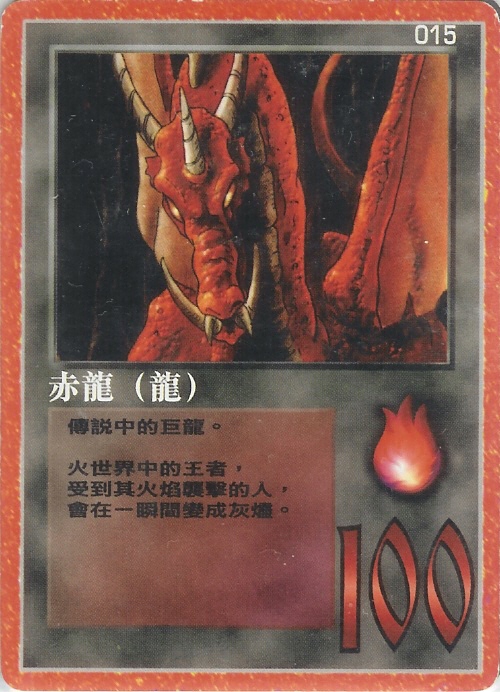 015
赤龍（龍）
傳說中的巨龍。
火世界中的王者，
受到其火焰襲擊的人，
會在一瞬間變成灰燼。
100